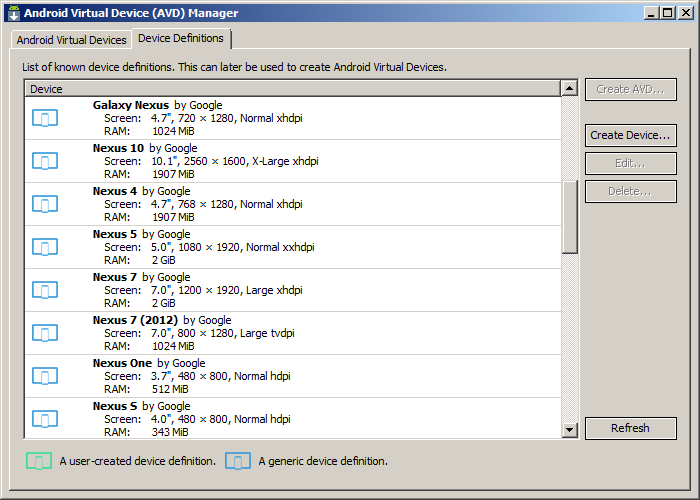 Android Virtual Device (AVD) Manager
Android Virtual Devices
Device Definitions
List of known device definitions. This can later be used to create Android Virtual Devices.
Device
Galaxy Nexus by Google
Screen: 4.7", 720 × 1280, Normal xhdpi
RAM: 1024 MiB
Nexus 10 by Google
Screen: 10.1", 2560 × 1600, X-Large xhdpi
RAM: 1907 MiB
Nexus 4 by Google
Screen: 4.7", 768 × 1280, Normal xhdpi
RAM: 1907 MiB
Nexus 5 by Google
Screen: 5.0", 1080 × 1920, Normal xxhdpi
RAM: 2 GiB
Nexus 7 by Google
Screen: 7.0", 1200 × 1920, Large xhdpi
RAM: 2 GiB
Nexus 7 (2012) by Google
Screen: 7.0", 800 × 1280, Large tvdpi
RAM: 1024 MiB
Nexus One by Google
Screen: 3.7", 480 × 800, Normal hdpi
RAM: 512 MiB
Nexus S by Google
Screen: 4.0", 480 × 800, Normal hdpi
RAM: 343 MiB
Create AVD...
Create Device...
Edit...
Delete...
Refresh
A user-created device definition.
A generic device definition.